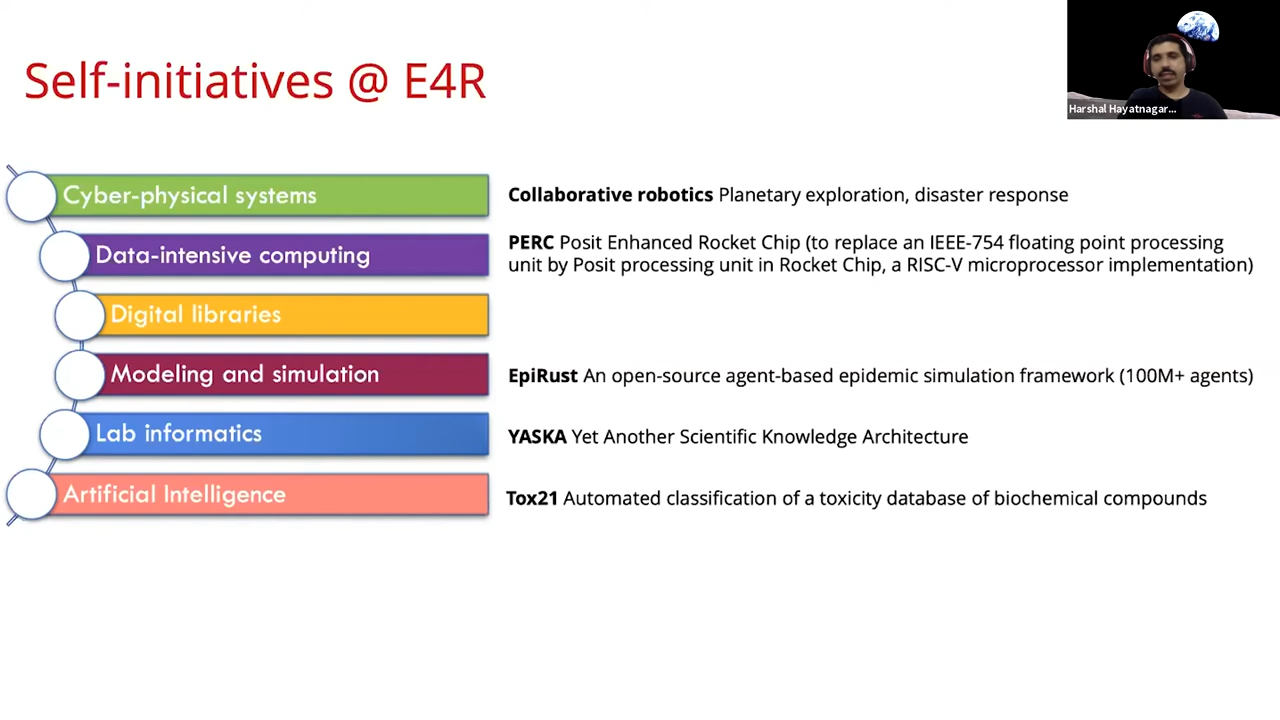 Self-initiatives @ E4R
Harshal Hayatnagar...
Cyber-physical systems
Collaborative robotics Planetary exploration, disaster response
Data-intensive computing
PERC Posit Enhanced Rocket Chip (to replace an IEEE-754 floating point processing
unit by Posit processing unit in Rocket Chip, a RISC-V microprocessor implementation)
Digital libraries
Modeling and simulation
EpiRust An open-source agent-based epidemic simulation framework (100M+ agents)
Lab informatics
YASKA Yet Another Scientific Knowledge Architecture
Artificial Intelligence
Tox21 Automated classification of a toxicity database of biochemical compounds